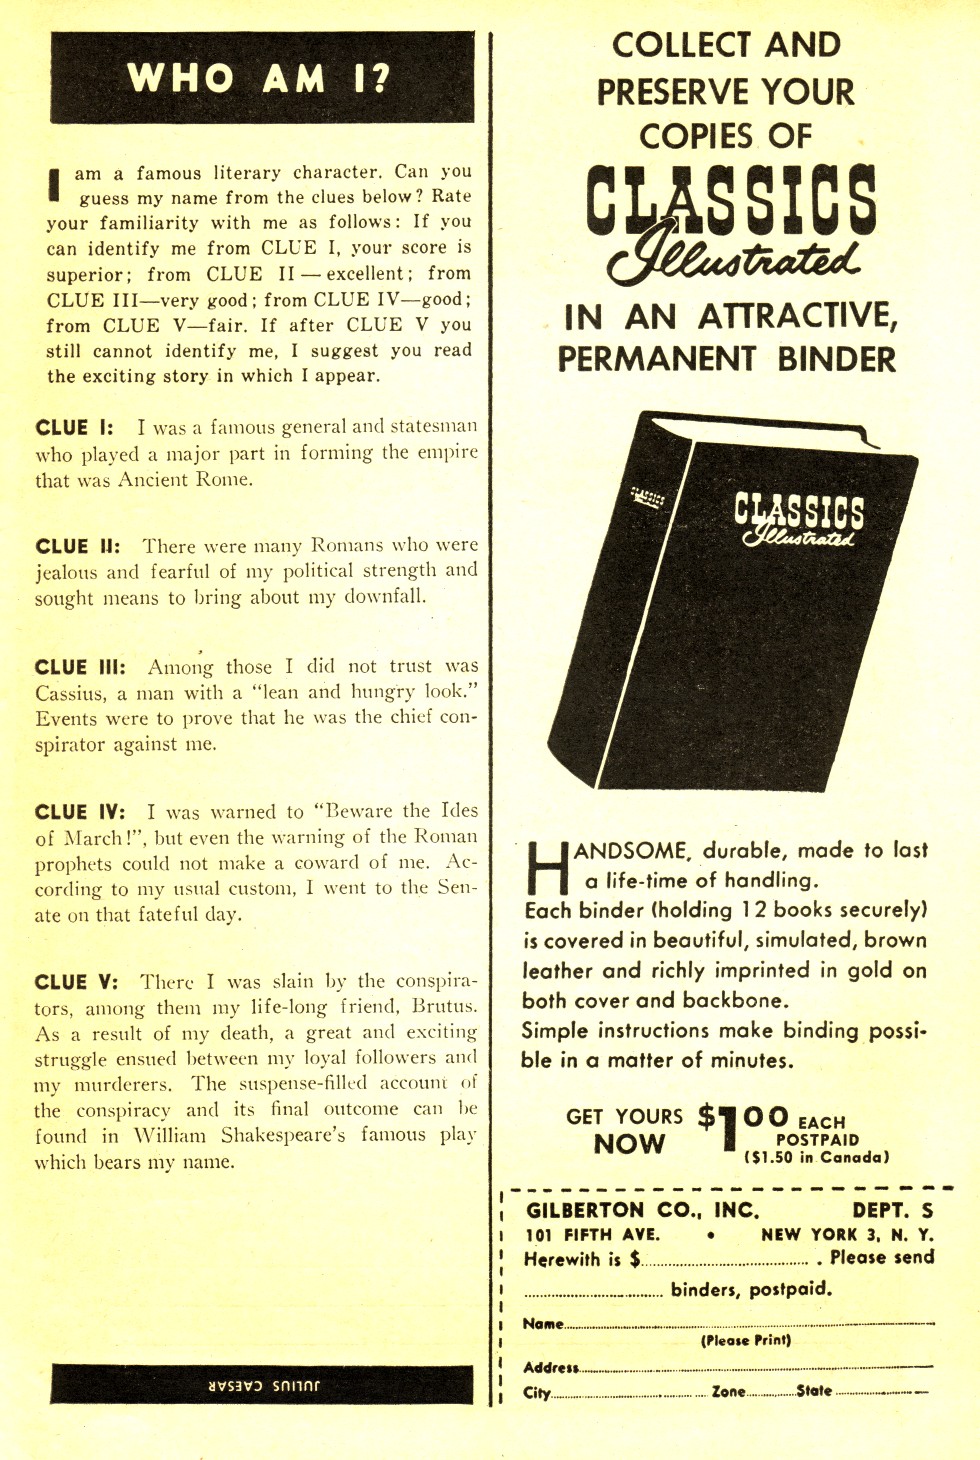 WHO AM I?
I am a famous literary character. Can you
guess my name from the clues below? Rate
your familiarity with me as follows: If you
can identify me from CLUE I, your score is
superior; from CLUE II — excellent; from
CLUE III—very good; from CLUE IV—good;
from CLUE V—fair. If after CLUE V you
still cannot identify me, I suggest you read
the exciting story in which I appear.
CLUE I: I was a famous general and statesman
who played a major part in forming the empire
that was Ancient Rome.
CLUE II: There were many Romans who were
jealous and fearful of my political strength and
sought means to bring about my downfall.
CLUE III: Among those I did not trust was
Cassius, a man with a “lean and hungry look.”
Events were to prove that he was the chief con-
spirator against me.
CLUE IV: I was warned to “Beware the Ides
of March!”, but even the warning of the Roman
prophets could not make a coward of me. Ac-
cording to my usual custom, I went to the Sen-
ate on that fateful day.
CLUE V: There I was slain by the conspira-
tors, among them my life-long friend, Brutus.
As a result of my death, a great and exciting
struggle ensued between my loyal followers and
my murderers. The suspense-filled account of
the conspiracy and its final outcome can be
found in William Shakespeare’s famous play
which bears my name.
JULIUS CAESAR
COLLECT AND
PRESERVE YOUR
COPIES OF
CLASSICS
Illustrated
IN AN ATTRACTIVE,
PERMANENT BINDER
CLASSICS
Illustrated
CLASSICS
Illustrated
HANDSOME, durable, made to last
a life-time of handling.
Each binder (holding 12 books securely)
is covered in beautiful, simulated, brown
leather and richly imprinted in gold on
both cover and backbone.
Simple instructions make binding possi-
ble in a matter of minutes.
GET YOURS NOW
$1.00 EACH
POSTPAID
($1.50 in Canada)
GILBERTON CO., INC. DEPT. S
101 FIFTH AVE. • NEW YORK 3, N. Y.
Herewith is $.......... . Please send
.......... binders, postpaid.
Name..........
(Please Print)
Address..........
City.......... Zone.......... State..........